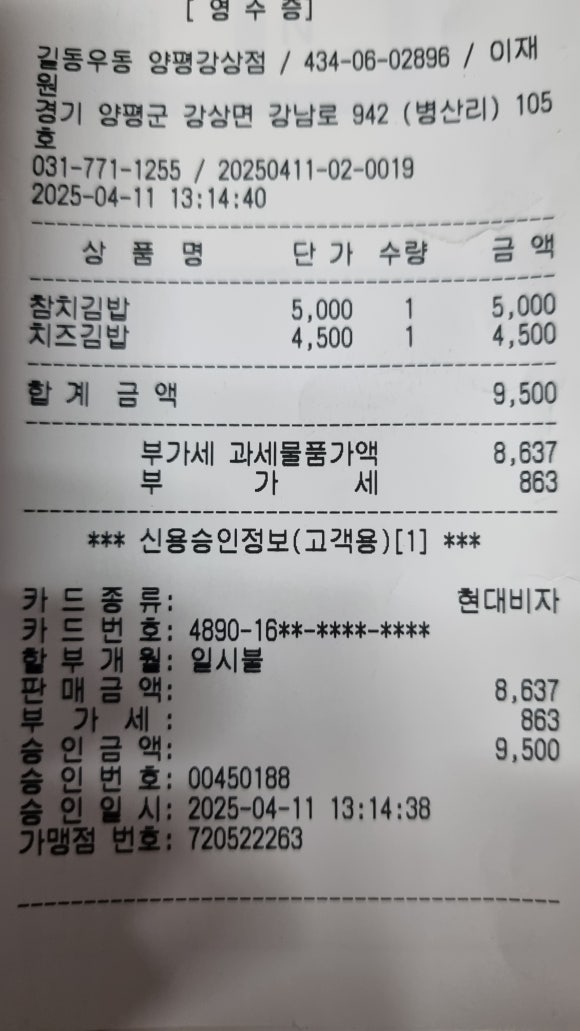 [ 영 수 증]
길동우동 양평강상점 / 434-06-02896 / 이재
원
경기 양평군 강상면 강남로 942 (병산리) 105
호
031-771-1255 / 20250411-02-0019
2025-04-11 13:14:40
상 품 명 단 가 수량 금 액
참치김밥 5,000 1 5,000
치즈김밥 4,500 1 4,500
합 계 금 액 9,500
부가세 과세물품가액 8,637
부 가 세 863
*** 신용승인정보(고객용)[1] ***
카 드 종 류: 현대비자
카 드 번 호: 4890-16**-****-****
할 부 개 월: 일시불
판 매 금 액: 8,637
부 가 세 : 863
승 인 금 액: 9,500
승 인 번 호: 00450188
승 인 일 시: 2025-04-11 13:14:38
가맹점 번호: 720522263